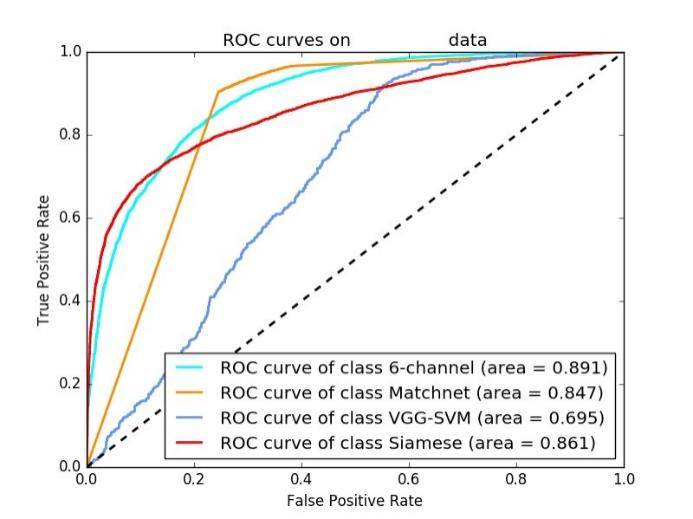 ROC curves on data
1.0
0.8
0.6
0.4
0.2
0.0
True Positive Rate
ROC curve of class 6-channel (area = 0.891)
ROC curve of class Matchnet (area = 0.847)
ROC curve of class VGG-SVM (area = 0.695)
ROC curve of class Siamese (area = 0.861)
0.0 0.2 0.4 0.6 0.8 1.0
False Positive Rate